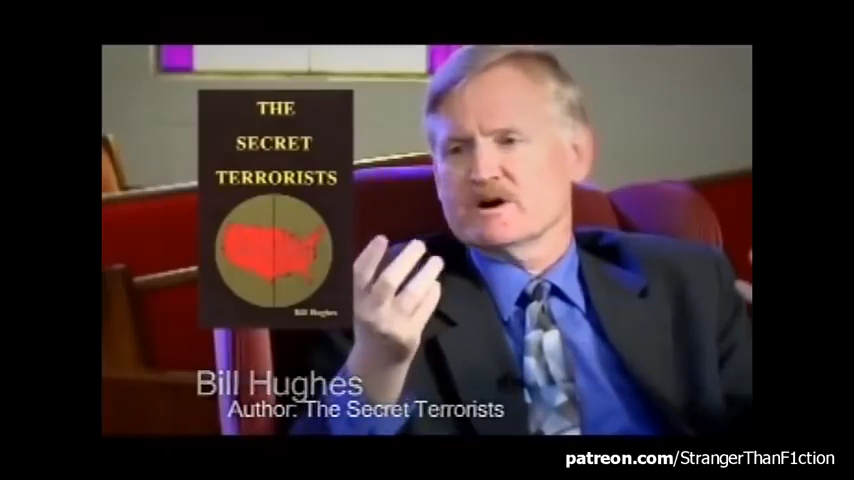 THE
SECRET
TERRORISTS
Bill Hughes
Bill Hughes
Author: The Secret Terrorists
patreon.com/StrangerThanF1ction